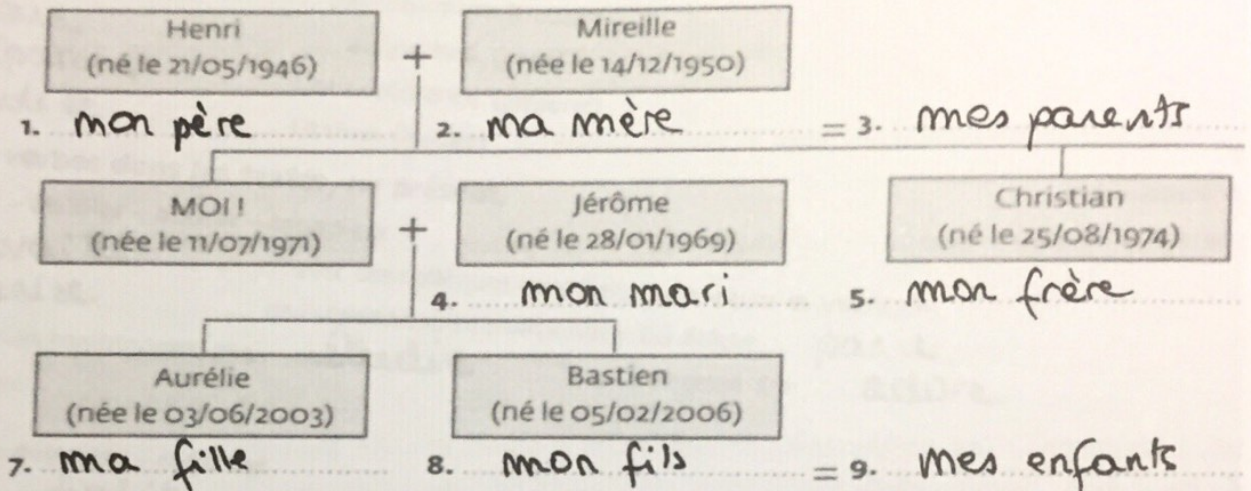 Henri Mireille
(né le 21/05/1946) + (née le 14/12/1950)
1. mon père 2. ma mère = 3. mes parents
MOI ! Jérôme Christian
(née le 11/07/1971) + (né le 28/01/1969) (né le 25/08/1974)
4. mon mari 5. mon frère
Aurélie Bastien
(née le 03/06/2003) (né le 05/02/2006)
7. ma fille 8. mon fils = 9. mes enfants